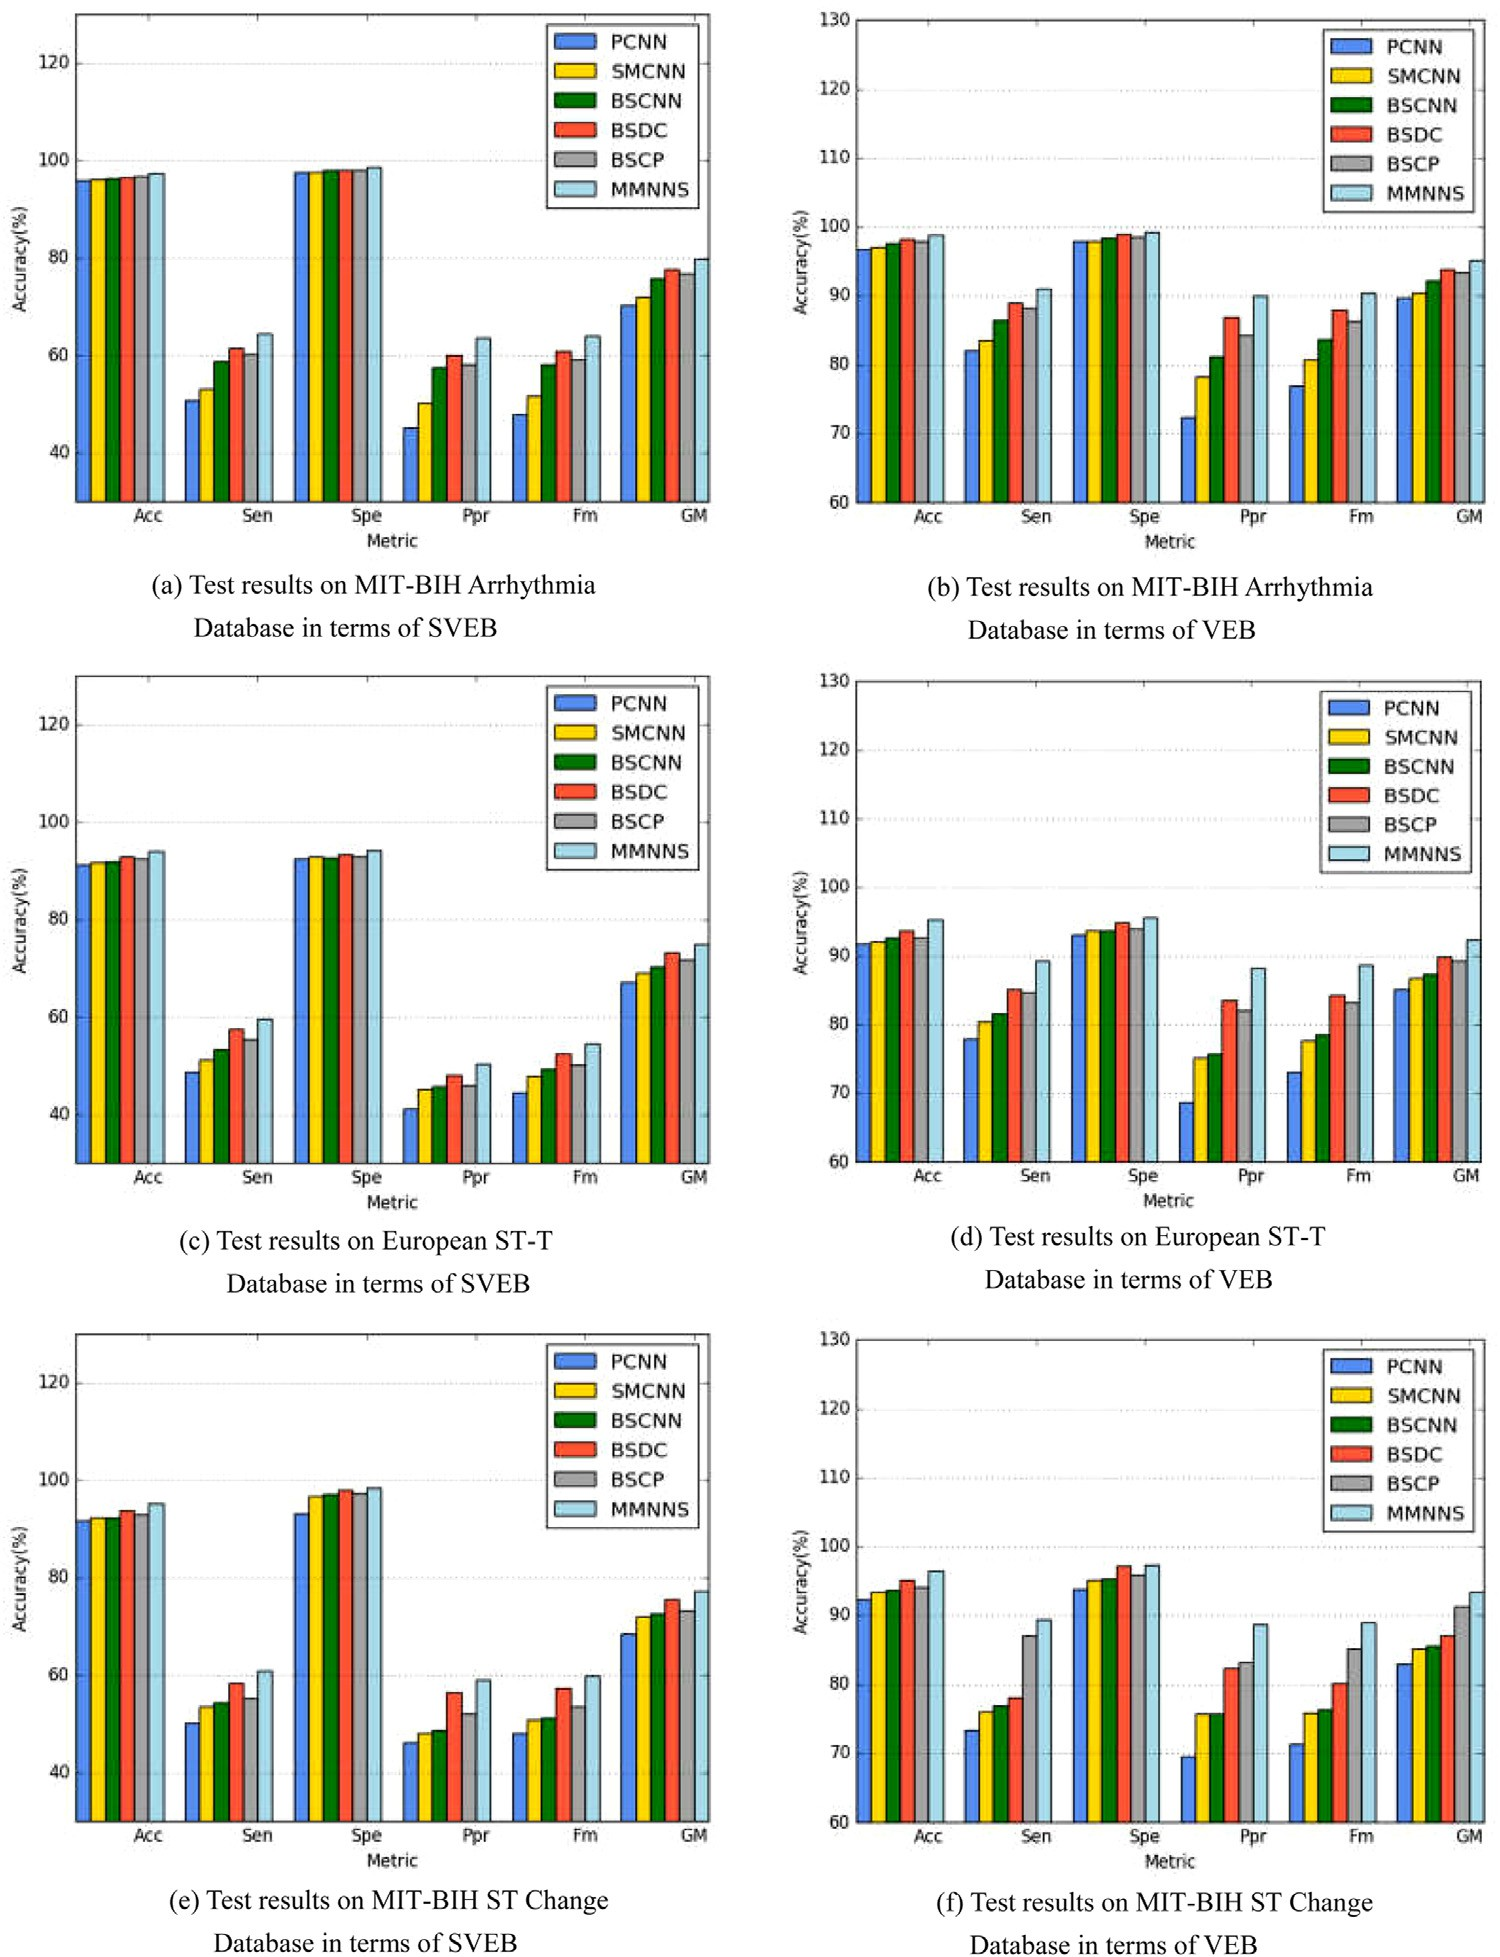 120
100
80
60
40
Accuracy(%)
PCNN
SMCNN
BSCNN
BSDC
BSCP
MMNNS
Acc Sen Spe Ppr Fm GM
Metric
(a) Test results on MIT-BIH Arrhythmia
Database in terms of SVEB
130
120
110
100
90
80
70
60
Accuracy(%)
PCNN
SMCNN
BSCNN
BSDC
BSCP
MMNNS
Acc Sen Spe Ppr Fm GM
Metric
(b) Test results on MIT-BIH Arrhythmia
Database in terms of VEB
120
100
80
60
40
Accuracy(%)
PCNN
SMCNN
BSCNN
BSDC
BSCP
MMNNS
Acc Sen Spe Ppr Fm GM
Metric
(c) Test results on European ST-T
Database in terms of SVEB
130
120
110
100
90
80
70
60
Accuracy(%)
PCNN
SMCNN
BSCNN
BSDC
BSCP
MMNNS
Acc Sen Spe Ppr Fm GM
Metric
(d) Test results on European ST-T
Database in terms of VEB
120
100
80
60
40
Accuracy(%)
PCNN
SMCNN
BSCNN
BSDC
BSCP
MMNNS
Acc Sen Spe Ppr Fm GM
Metric
(e) Test results on MIT-BIH ST Change
Database in terms of SVEB
130
120
110
100
90
80
70
60
Accuracy(%)
PCNN
SMCNN
BSCNN
BSDC
BSCP
MMNNS
Acc Sen Spe Ppr Fm GM
Metric
(f) Test results on MIT-BIH ST Change
Database in terms of VEB